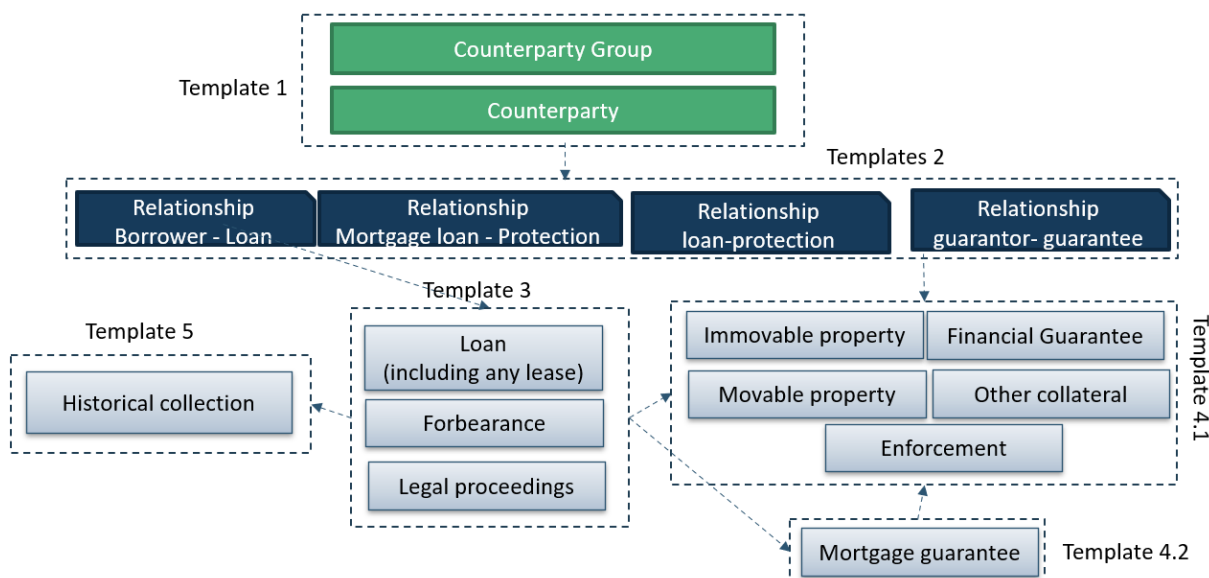 Counterparty Group
Template 1
Counterparty
Templates 2
Relationship
Borrower - Loan
Relationship
Mortgage loan - Protection
Relationship
loan-protection
Relationship
guarantor- guarantee
Template 3
Template 5
Loan
(including any lease)
Historical collection
Forbearance
Legal proceedings
Immovable property
Financial Guarantee
Movable property
Other collateral
Enforcement
Template 4.1
Mortgage guarantee
Template 4.2